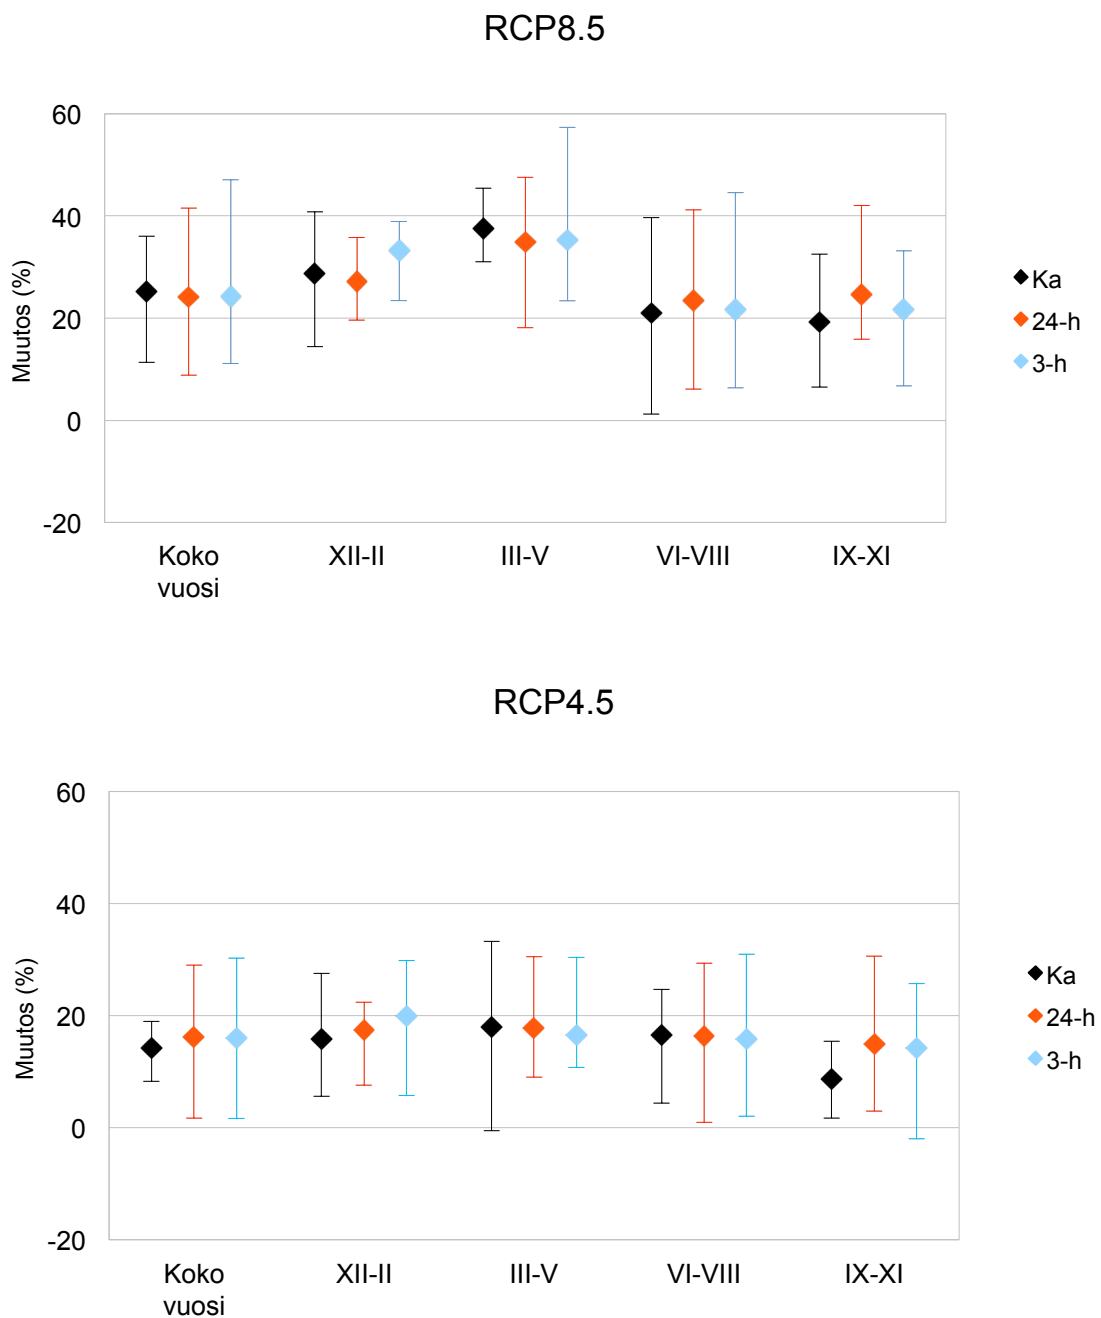 RCP8.5
60
40
20
0
-20
Muutos (%)
Koko
vuosi
XII-II
III-V
VI-VIII
IX-XI
Ka
24-h
3-h
RCP4.5
60
40
20
0
-20
Muutos (%)
Koko
vuosi
XII-II
III-V
VI-VIII
IX-XI
Ka
24-h
3-h